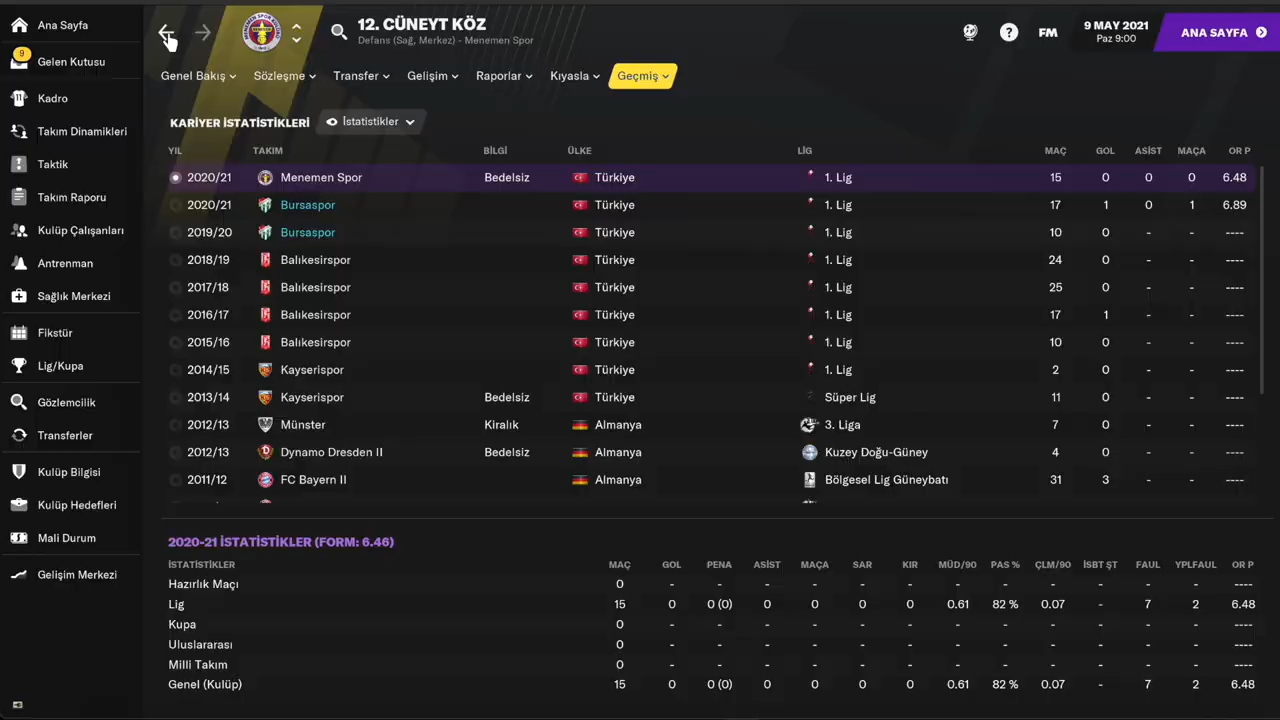 Ana Sayfa
9
Gelen Kutusu
Kadro
Takım Dinamikleri
Taktik
Takım Raporu
Kulüp Çalışanları
Antrenman
Sağlık Merkezi
Fikstür
Lig/Kupa
Gözlemcilik
Transferler
Kulüp Bilgisi
Kulüp Hedefleri
Mali Durum
Gelişim Merkezi
12. CÜNEYT KÖZ
Defans (Sağ, Merkez) - Menemen Spor
FM
9 MAY 2021
Paz 9:00
ANA SAYFA
Genel Bakış Sözleşme Transfer Gelişim Raporlar Kıyasla Geçmiş
KARİYER İSTATİSTİKLERİ İstatistikler
YIL TAKIM BİLGİ ÜLKE LİG MAÇ GOL ASİST MAÇA OR P
2020/21 Menemen Spor Bedelsiz Türkiye 1. Lig 15 0 0 0 6.48
2020/21 Bursaspor Türkiye 1. Lig 17 1 0 1 6.89
2019/20 Bursaspor Türkiye 1. Lig 10 0 - - ----
2018/19 Balıkesirspor Türkiye 1. Lig 24 0 - - ----
2017/18 Balıkesirspor Türkiye 1. Lig 25 0 - - ----
2016/17 Balıkesirspor Türkiye 1. Lig 17 1 - - ----
2015/16 Balıkesirspor Türkiye 1. Lig 10 0 - - ----
2014/15 Kayserispor Türkiye 1. Lig 2 0 - - ----
2013/14 Kayserispor Bedelsiz Türkiye Süper Lig 11 0 - - ----
2012/13 Münster Kiralık Almanya 3. Liga 7 0 - - ----
2012/13 Dynamo Dresden II Bedelsiz Almanya Kuzey Doğu-Güney 4 0 - - ----
2011/12 FC Bayern II Almanya Bölgesel Lig Güneybatı 31 3 - - ----
2020-21 İSTATİSTİKLER (FORM: 6.46)
İSTATİSTİKLER MAÇ GOL PENA ASİST MAÇA SAR KIR MÜD/90 PAS % ÇLM/90 İSBT ŞT FAUL YPLFAUL OR P
Hazırlık Maçı 0 - - - - - - - - - - - - ----
Lig 15 0 0 (0) 0 0 0 0 0.61 82 % 0.07 - 7 2 6.48
Kupa 0 - - - - - - - - - - - - ----
Uluslararası 0 - - - - - - - - - - - - ----
Milli Takım 0 - - - - - - - - - - - - ----
Genel (Kulüp) 15 0 0 (0) 0 0 0 0 0.61 82 % 0.07 - 7 2 6.48